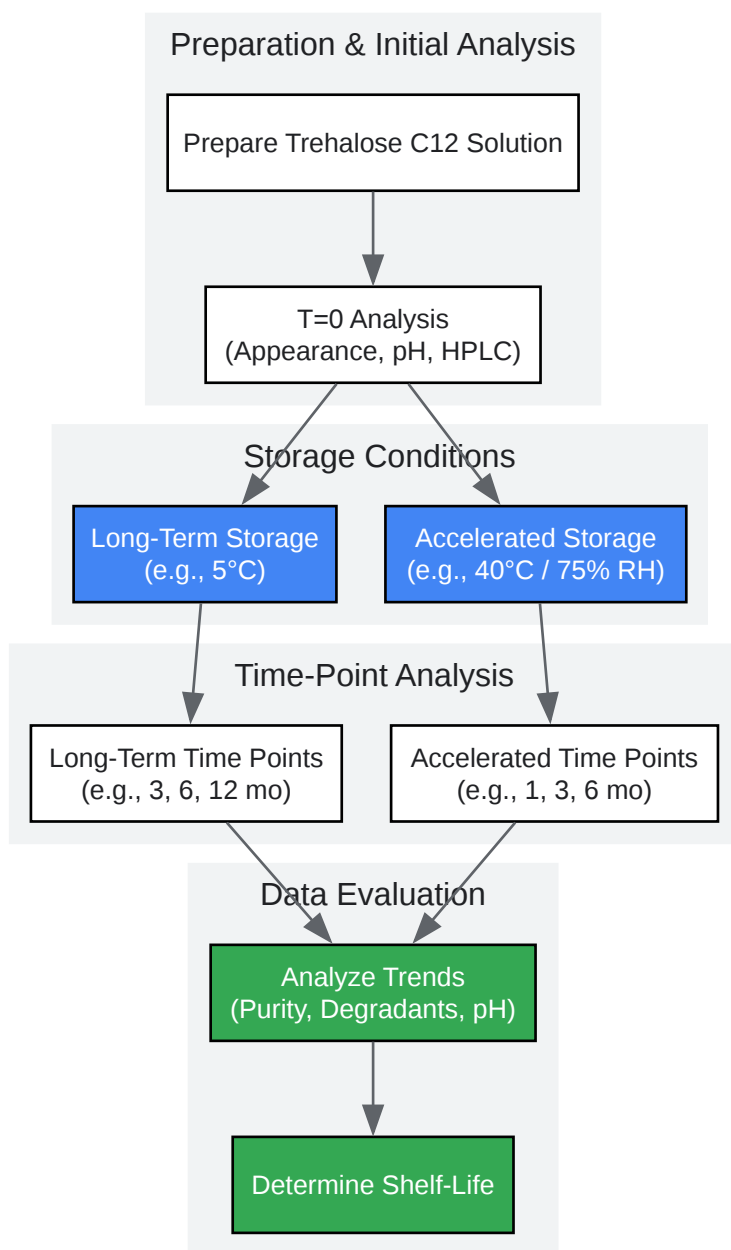 Preparation & Initial Analysis
Prepare Trehalose C12 Solution
T=0 Analysis
(Appearance, pH, HPLC)
Storage Conditions
Long-Term Storage
(e.g., 5°C)
Accelerated Storage
(e.g., 40°C / 75% RH)
Time-Point Analysis
Long-Term Time Points
(e.g., 3, 6, 12 mo)
Accelerated Time Points
(e.g., 1, 3, 6 mo)
Data Evaluation
Analyze Trends
(Purity, Degradants, pH)
Determine Shelf-Life